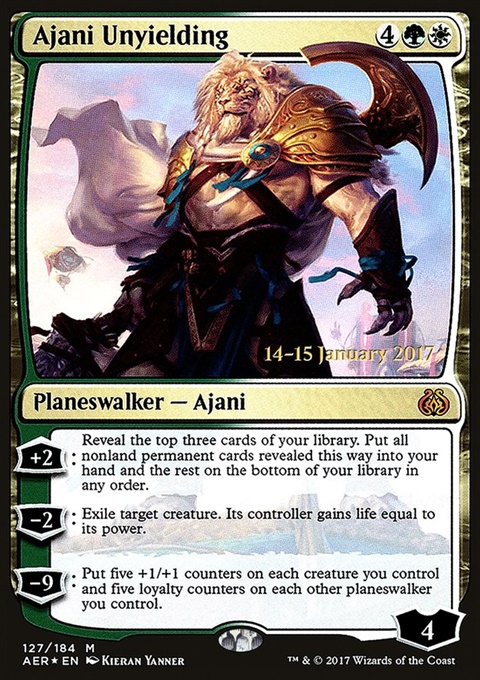 Ajani Unyielding 4
14-15 January 2017
Planeswalker — Ajani
+2 : Reveal the top three cards of your library. Put all
nonland permanent cards revealed this way into your
hand and the rest on the bottom of your library in
any order.
-2 : Exile target creature. Its controller gains life equal to
its power.
-9 : Put five +1/+1 counters on each creature you control
and five loyalty counters on each other planeswalker
you control.
4
127/184 M
AER★EN Kieran Yanner ™ & © 2017 Wizards of the Coast